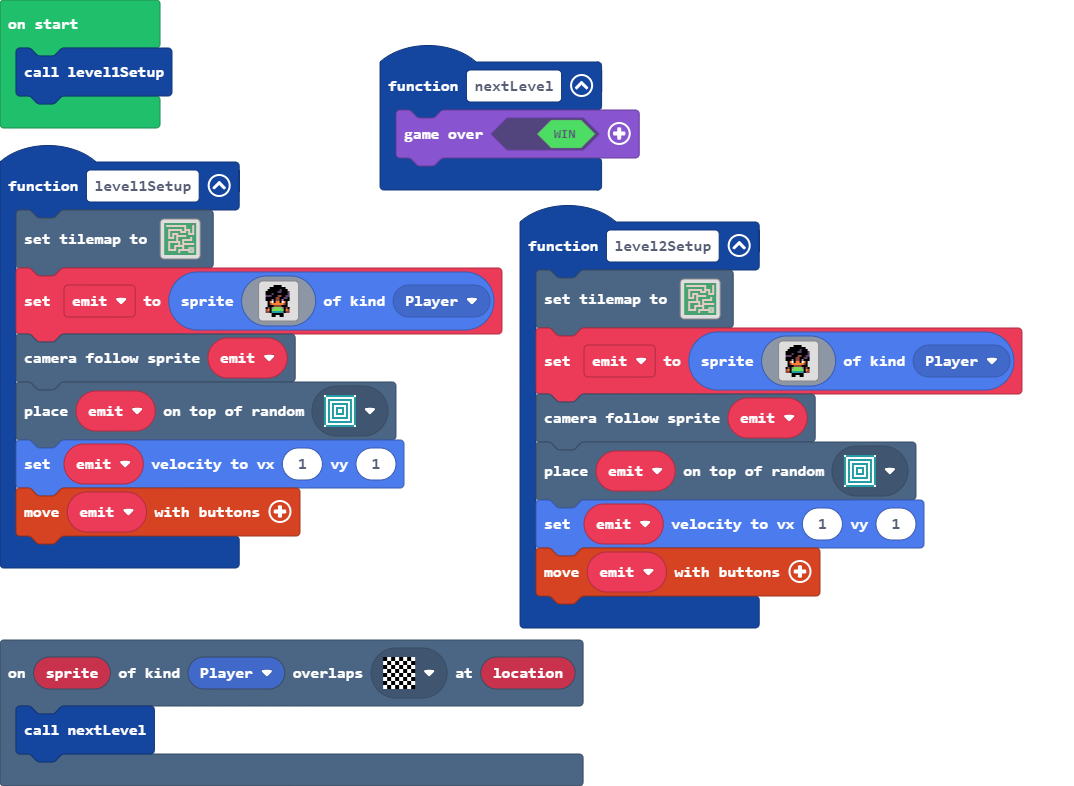 on start
call level1Setup
function nextLevel
game over WIN
function level1Setup
set tilemap to
set emit to sprite of kind Player
camera follow sprite emit
place emit on top of random
set emit velocity to vx 1 vy 1
move emit with buttons
function level2Setup
set tilemap to
set emit to sprite of kind Player
camera follow sprite emit
place emit on top of random
set emit velocity to vx 1 vy 1
move emit with buttons
on sprite of kind Player overlaps at location
call nextLevel